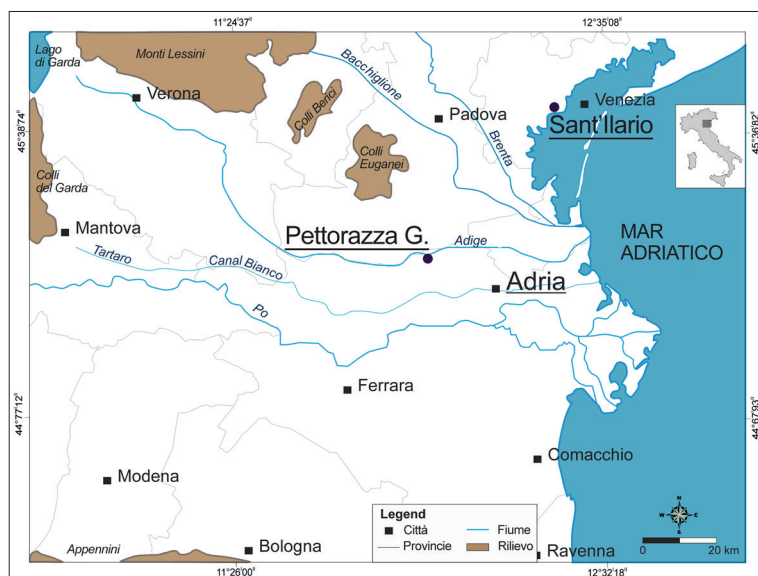 11°24'37
12°35'08
Lago
di Garda
Monti Lessini
Bacchiglione
Verona
Colli Berici
Padova
Brenta
Venezia
Sant'Ilario
45°38'74
45°36'82
Colli
Euganei
Colli
del Garda
Mantova
Pettorazza G.
Adige
MAR
ADRIATICO
Tartaro
Canal Bianco
Adria
Po
Ferrara
44°77'12
44°67'93
Comacchio
Modena
Legend
Città
Fiume
Provincie
Rilievo
N
W
E
S
0
20 km
Appennini
Bologna
Ravenna
11°26'00
12°32'18